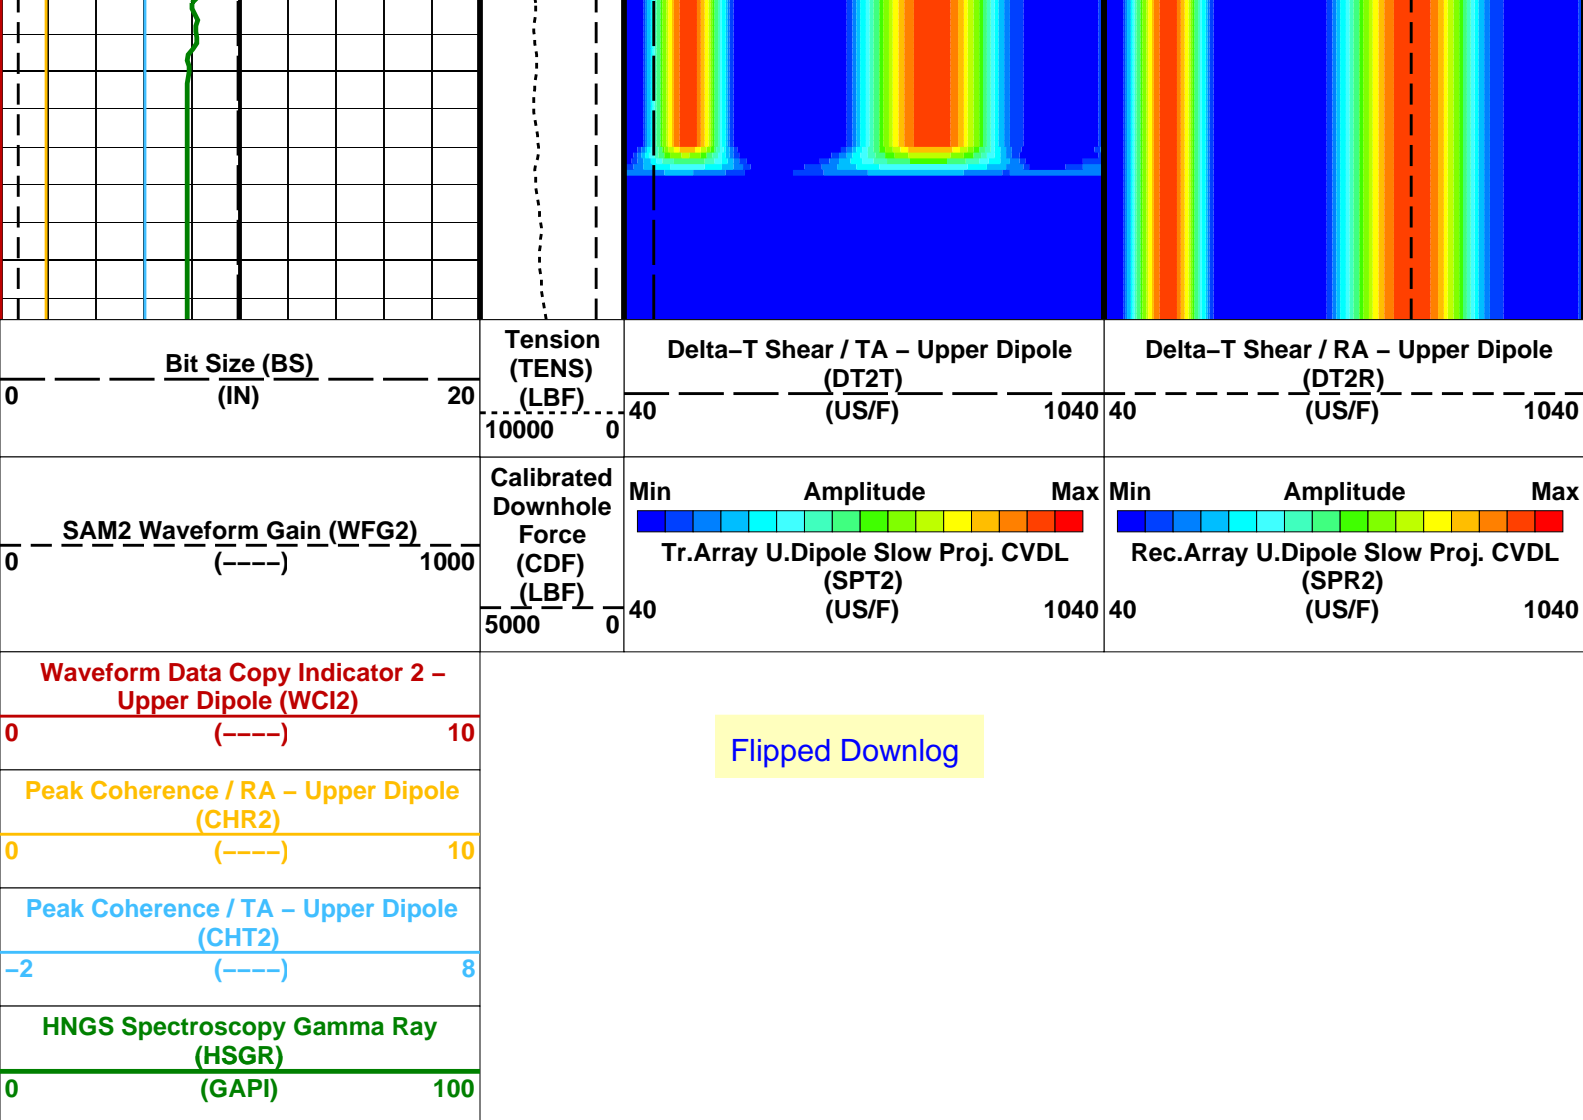 Bit Size (BS)
0 (IN) 20
Tension
(TENS)
(LBF)
10000 0
Delta−T Shear / TA − Upper Dipole
(DT2T)
40 (US/F) 1040
Delta−T Shear / RA − Upper Dipole
(DT2R)
40 (US/F) 1040
SAM2 Waveform Gain (WFG2)
0 (−−−−) 1000
Calibrated
Downhole
Force
(CDF)
(LBF)
5000 0
Min Amplitude Max
Tr.Array U.Dipole Slow Proj. CVDL
(SPT2)
40 (US/F) 1040
Min Amplitude Max
Rec.Array U.Dipole Slow Proj. CVDL
(SPR2)
40 (US/F) 1040
Waveform Data Copy Indicator 2 −
Upper Dipole (WCI2)
0 (−−−−) 10
Flipped Downlog
Peak Coherence / RA − Upper Dipole
(CHR2)
0 (−−−−) 10
Peak Coherence / TA − Upper Dipole
(CHT2)
−2 (−−−−) 8
HNGS Spectroscopy Gamma Ray
(HSGR)
0 (GAPI) 100